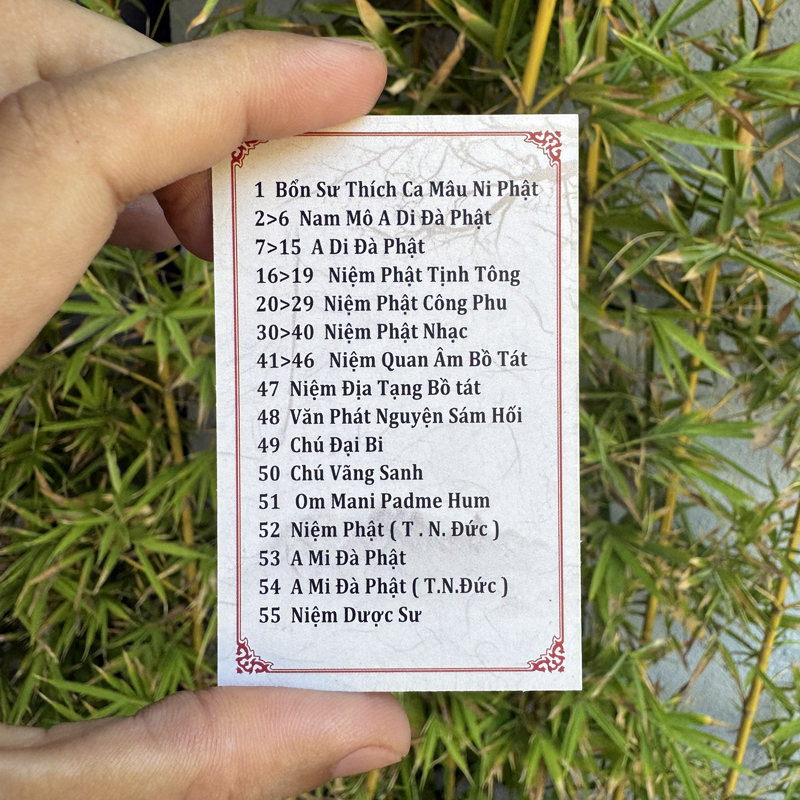 1 Bổn Sư Thích Ca Mâu Ni Phật
2>6 Nam Mô A Di Đà Phật
7>15 A Di Đà Phật
16>19 Niệm Phật Tịnh Tông
20>29 Niệm Phật Công Phu
30>40 Niệm Phật Nhạc
41>46 Niệm Quan Âm Bồ Tát
47 Niệm Địa Tạng Bồ tát
48 Văn Phát Nguyện Sám Hối
49 Chú Đại Bi
50 Chú Vãng Sanh
51 Om Mani Padme Hum
52 Niệm Phật ( T . N. Đức )
53 A Mi Đà Phật
54 A Mi Đà Phật ( T.N.Đức )
55 Niệm Dược Sư